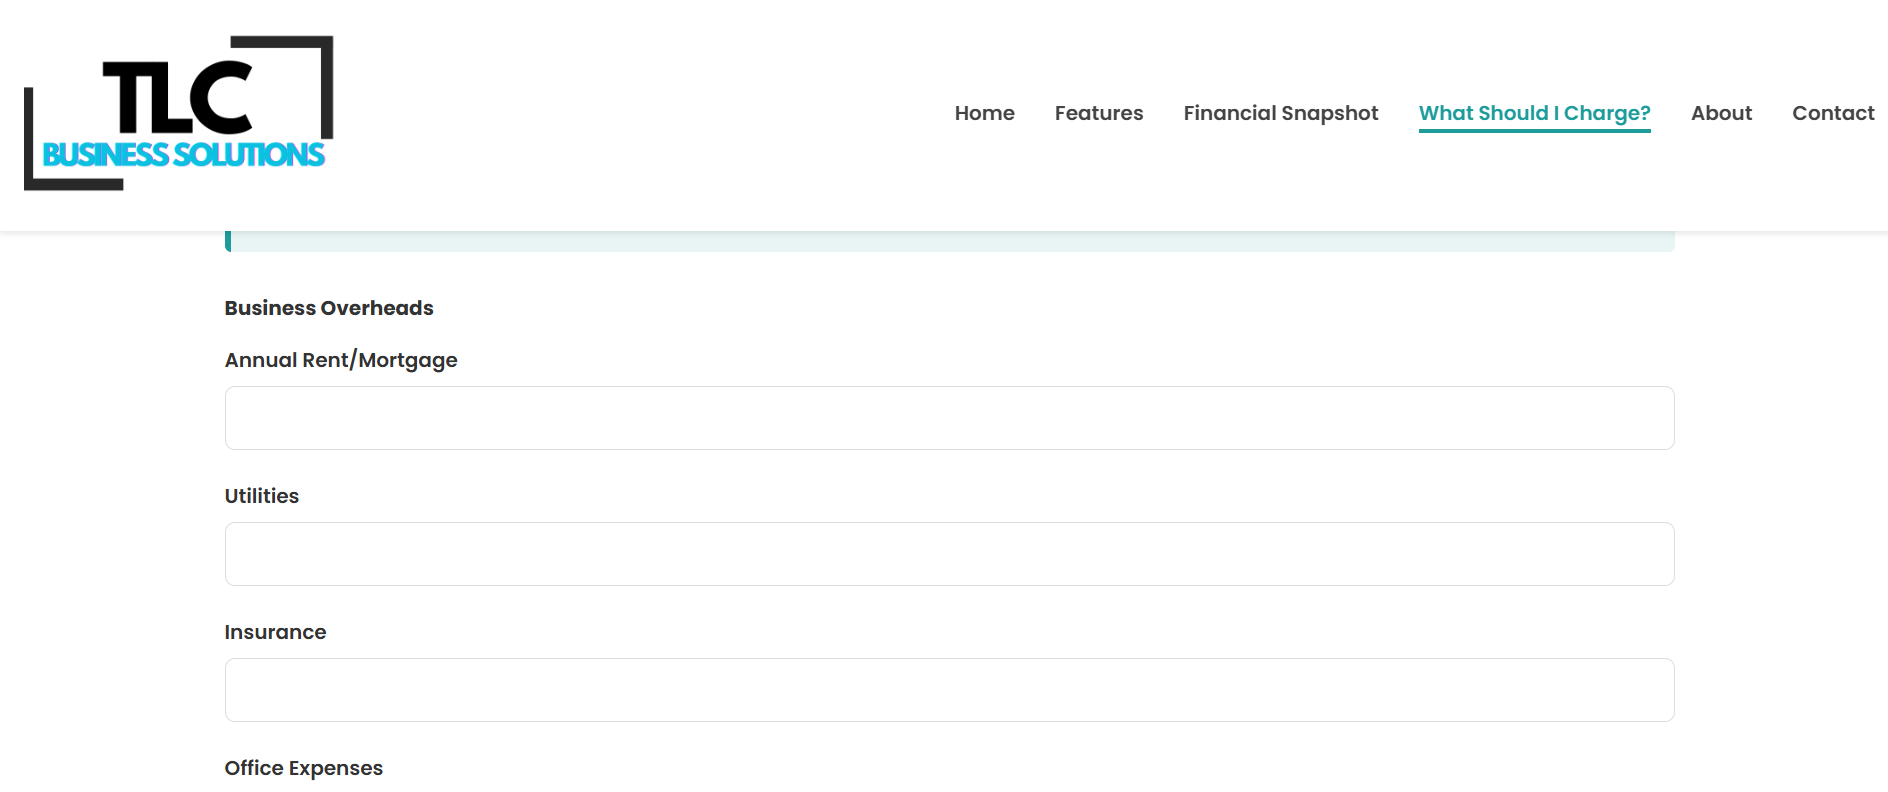 TLC
BUSINESS SOLUTIONS
Home Features Financial Snapshot What Should I Charge? About Contact
Business Overheads
Annual Rent/Mortgage
Utilities
Insurance
Office Expenses